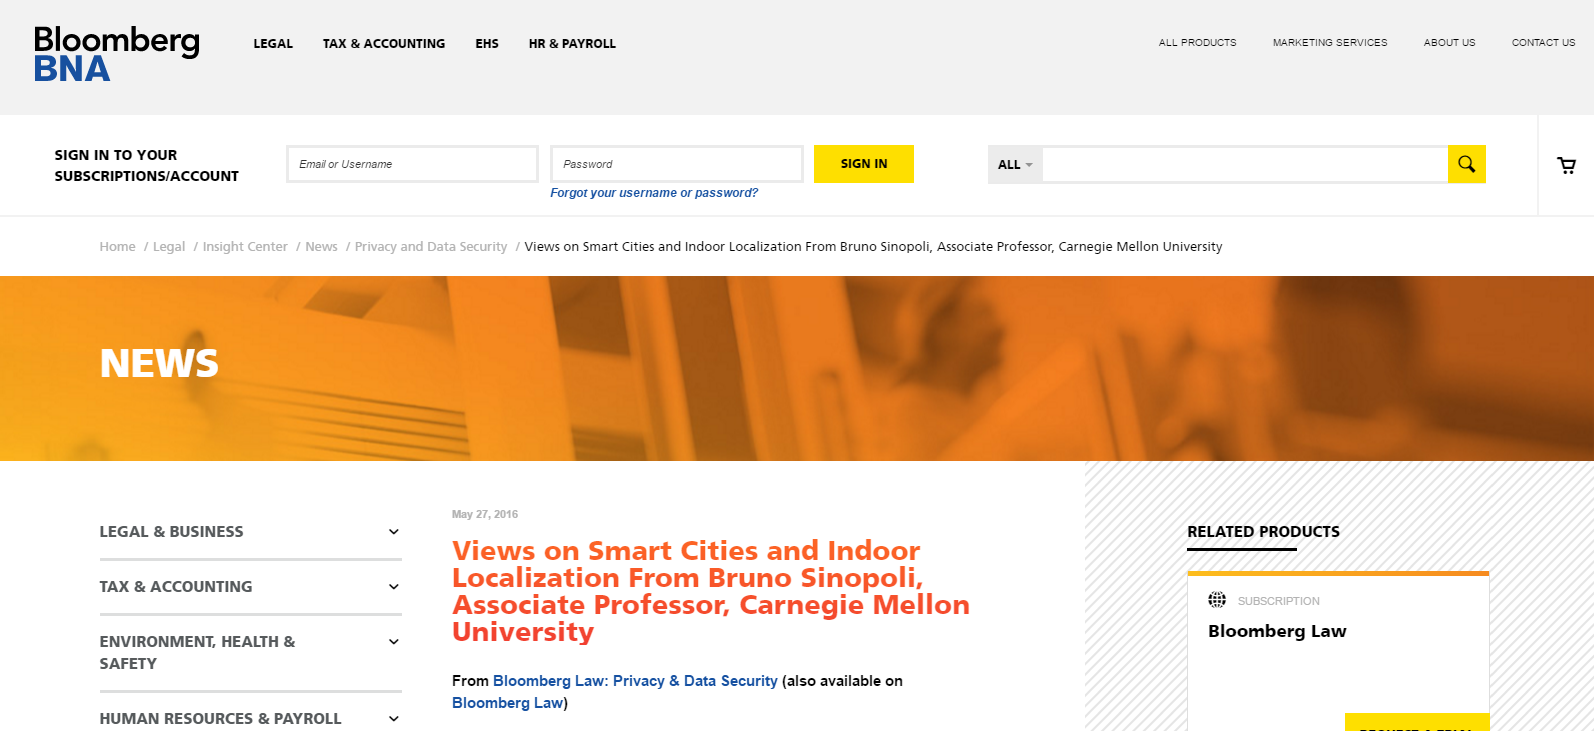 Bloomberg
BNA
LEGAL TAX & ACCOUNTING EHS HR & PAYROLL
ALL PRODUCTS MARKETING SERVICES ABOUT US CONTACT US
SIGN IN TO YOUR
SUBSCRIPTIONS/ACCOUNT
Email or Username
Password
SIGN IN
Forgot your username or password?
ALL
Home / Legal / Insight Center / News / Privacy and Data Security / Views on Smart Cities and Indoor Localization From Bruno Sinopoli, Associate Professor, Carnegie Mellon University
NEWS
LEGAL & BUSINESS
TAX & ACCOUNTING
ENVIRONMENT, HEALTH &
SAFETY
HUMAN RESOURCES & PAYROLL
May 27, 2016
Views on Smart Cities and Indoor
Localization From Bruno Sinopoli,
Associate Professor, Carnegie Mellon
University
From Bloomberg Law: Privacy & Data Security (also available on
Bloomberg Law)
RELATED PRODUCTS
SUBSCRIPTION
Bloomberg Law
REQUEST A TRIAL